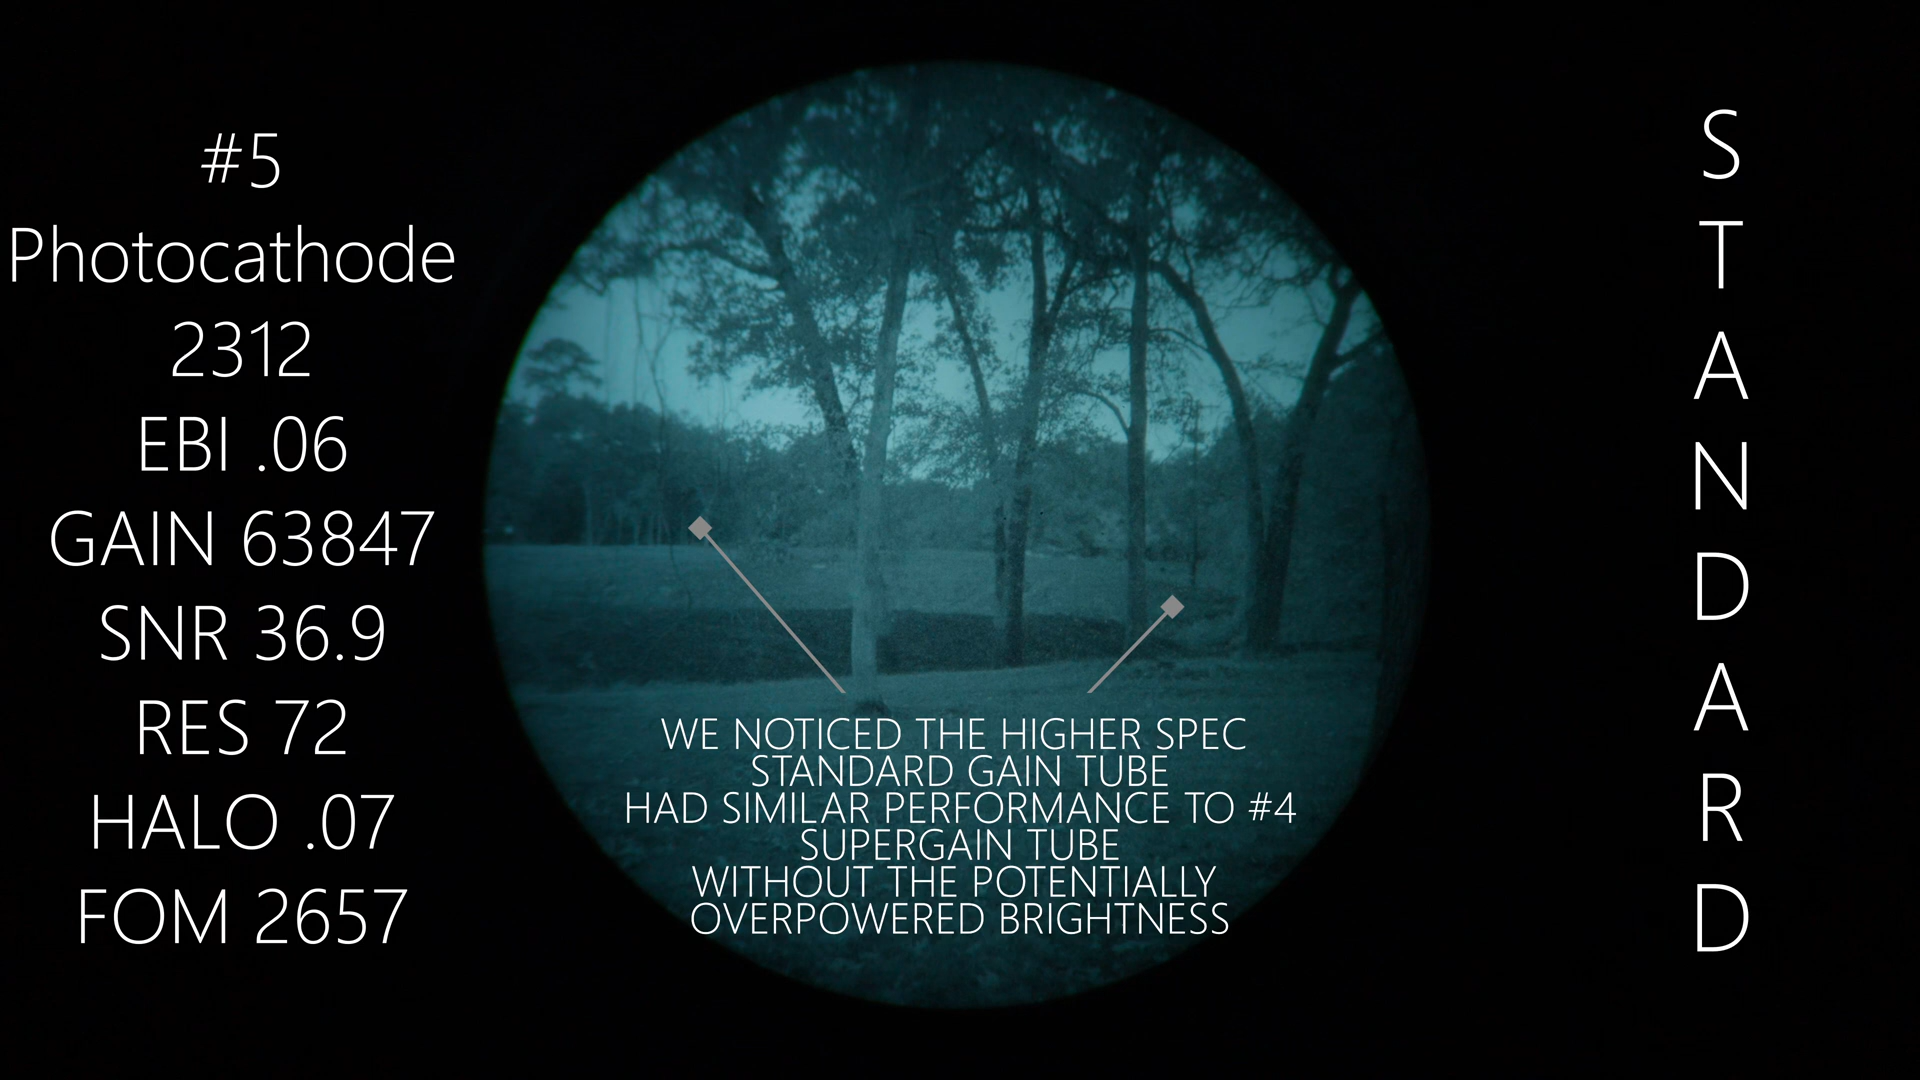 #5
Photocathode
2312
EBI .06
GAIN 63847
SNR 36.9
RES 72
HALO .07
FOM 2657
WE NOTICED THE HIGHER SPEC
STANDARD GAIN TUBE
HAD SIMILAR PERFORMANCE TO #4
SUPERGAIN TUBE
WITHOUT THE POTENTIALLY
OVERPOWERED BRIGHTNESS
S
T
A
N
D
A
R
D